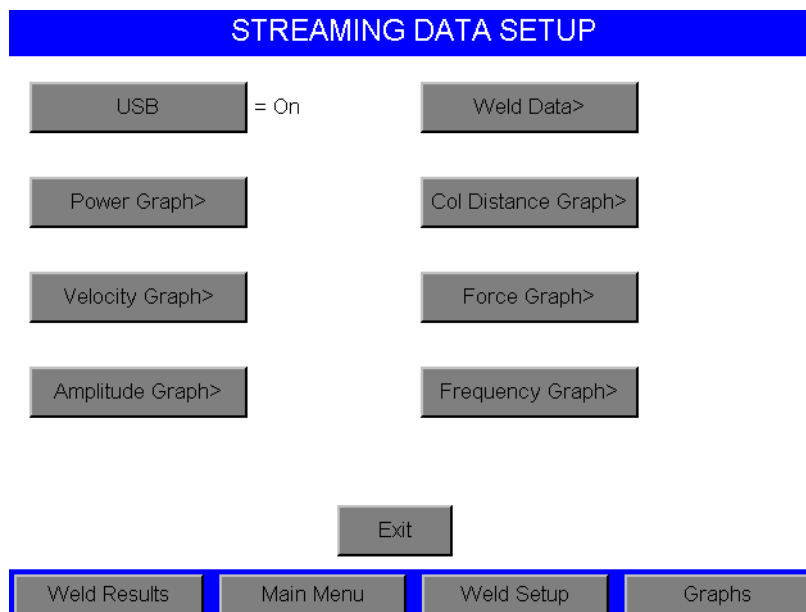 STREAMING DATA SETUP
USB = On Weld Data>
Power Graph> Col Distance Graph>
Velocity Graph> Force Graph>
Amplitude Graph> Frequency Graph>
Exit
Weld Results Main Menu Weld Setup Graphs